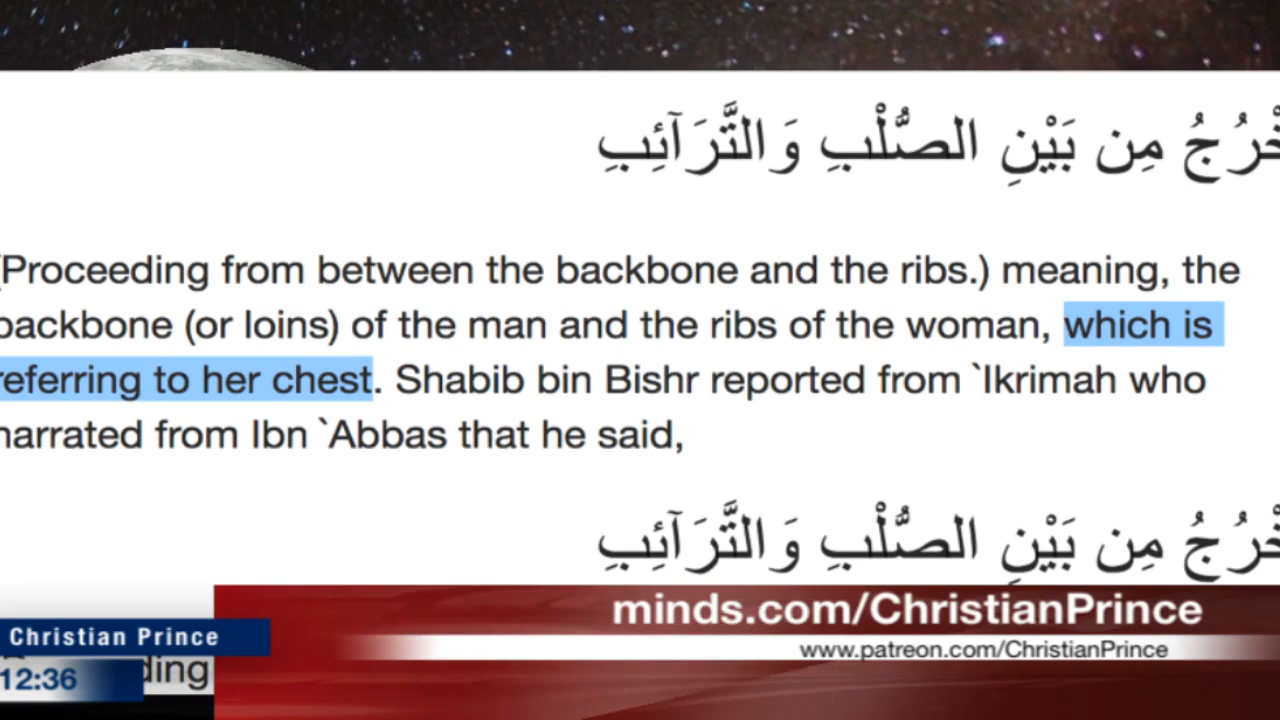 خْرُجُ مِن بَيْنِ الصُّلْبِ وَالتَّرَآئِبِ
(Proceeding from between the backbone and the ribs.) meaning, the
backbone (or loins) of the man and the ribs of the woman, which is
referring to her chest. Shabib bin Bishr reported from `Ikrimah who
narrated from Ibn `Abbas that he said,
خْرُجُ مِن بَيْنِ الصُّلْبِ وَالتَّرَآئِبِ
minds.com/ChristianPrince
Christian Prince
www.patreon.com/ChristianPrince
12:36
ding